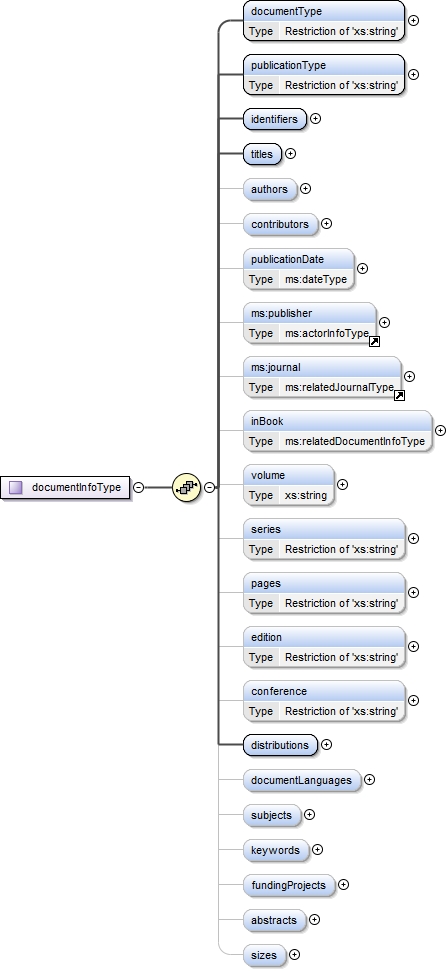 documentType
Type Restriction of 'xs:string'
publicationType
Type Restriction of 'xs:string'
identifiers
titles
authors
contributors
publicationDate
Type ms:dateType
ms:publisher
Type ms:actorInfoType
ms:journal
Type ms:relatedJournalType
inBook
Type ms:relatedDocumentInfoType
volume
Type xs:string
documentInfoType
series
Type Restriction of 'xs:string'
pages
Type Restriction of 'xs:string'
edition
Type Restriction of 'xs:string'
conference
Type Restriction of 'xs:string'
distributions
documentLanguages
subjects
keywords
fundingProjects
abstracts
sizes